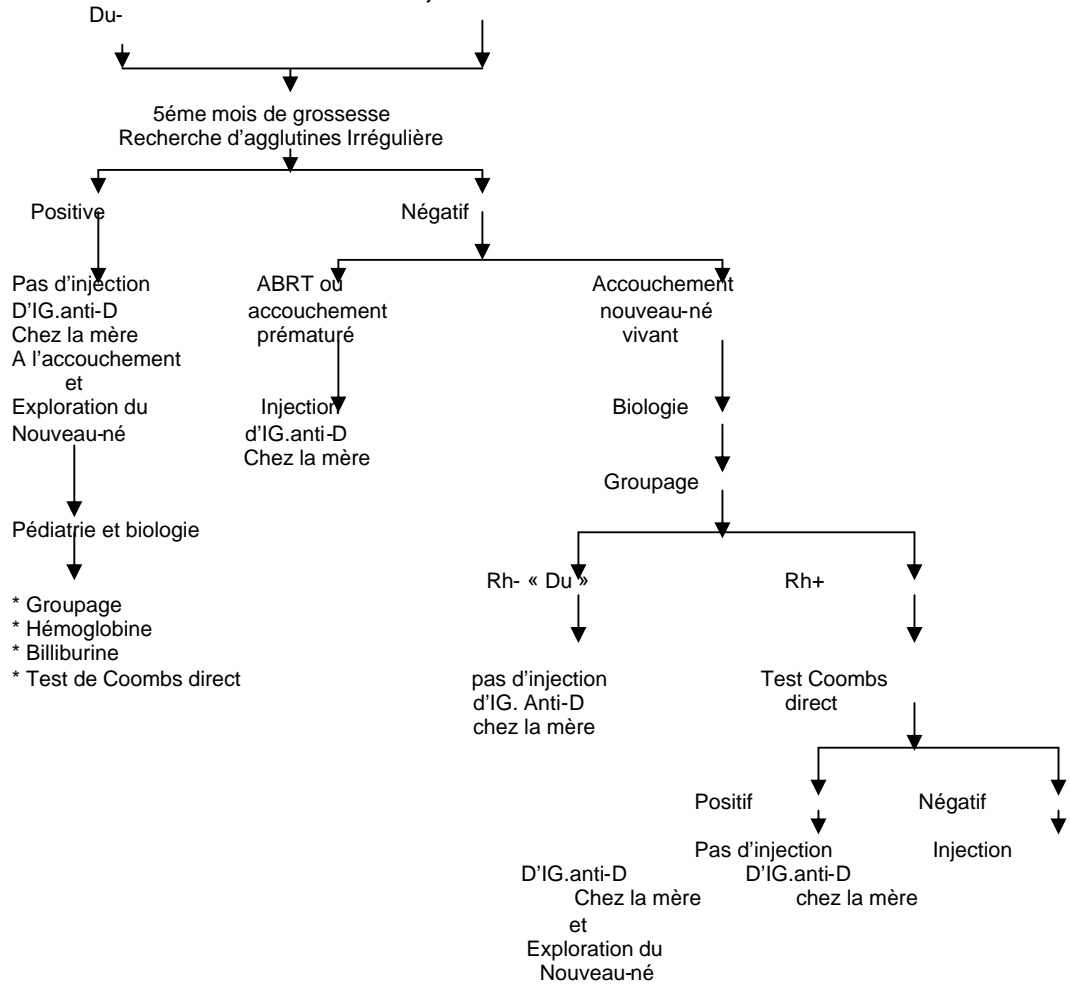 Du-
5éme mois de grossesse
Recherche d'agglutines Irrégulière
Positive
Négatif
Pas d'injection
D'IG.anti-D
Chez la mère
A l'accouchement
et
Exploration du
Nouveau-né
ABRT ou
accouchement
prématuré
Accouchement
nouveau-né
vivant
Injection
d'IG.anti-D
Chez la mère
Biologie
Groupage
Pédiatrie et biologie
* Groupage
* Hémoglobine
* Billiburine
* Test de Coombs direct
Rh- « Du »
Rh+
pas d'injection
d'IG. Anti-D
chez la mère
Test Coombs
direct
Positif
Négatif
Pas d'injection
Injection
D'IG.anti-D
D'IG.anti-D
Chez la mère
chez la mère
et
Exploration du
Nouveau-né